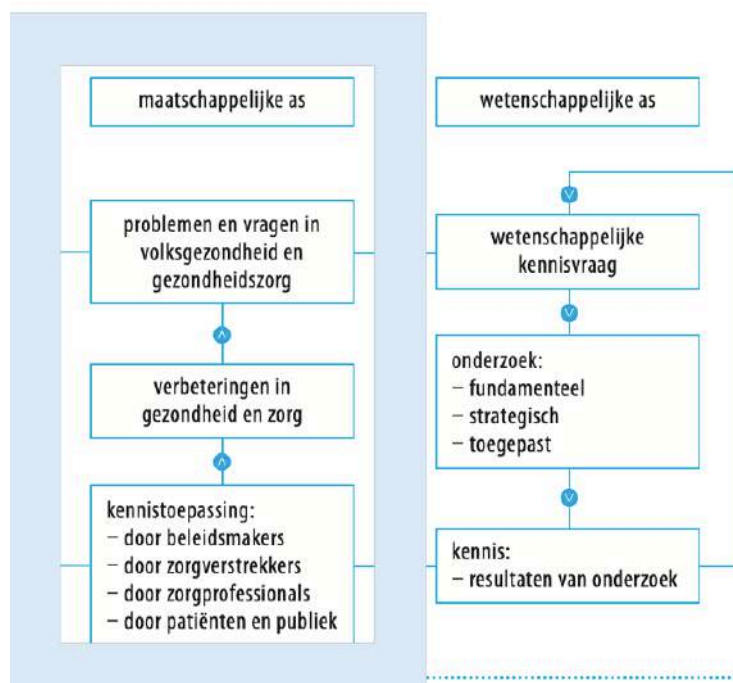 maatschappelijke as
problemen en vragen in
volksgezondheid en
gezondheidszorg
verbeteringen in
gezondheid en zorg
kennistoepassing:
– door beleidsmakers
– door zorgverstrekkers
– door zorgprofessionals
– door patiënten en publiek
wetenschappelijke as
wetenschappelijke
kennisvraag
onderzoek:
– fundamenteel
– strategisch
– toegepast
kennis:
– resultaten van onderzoek